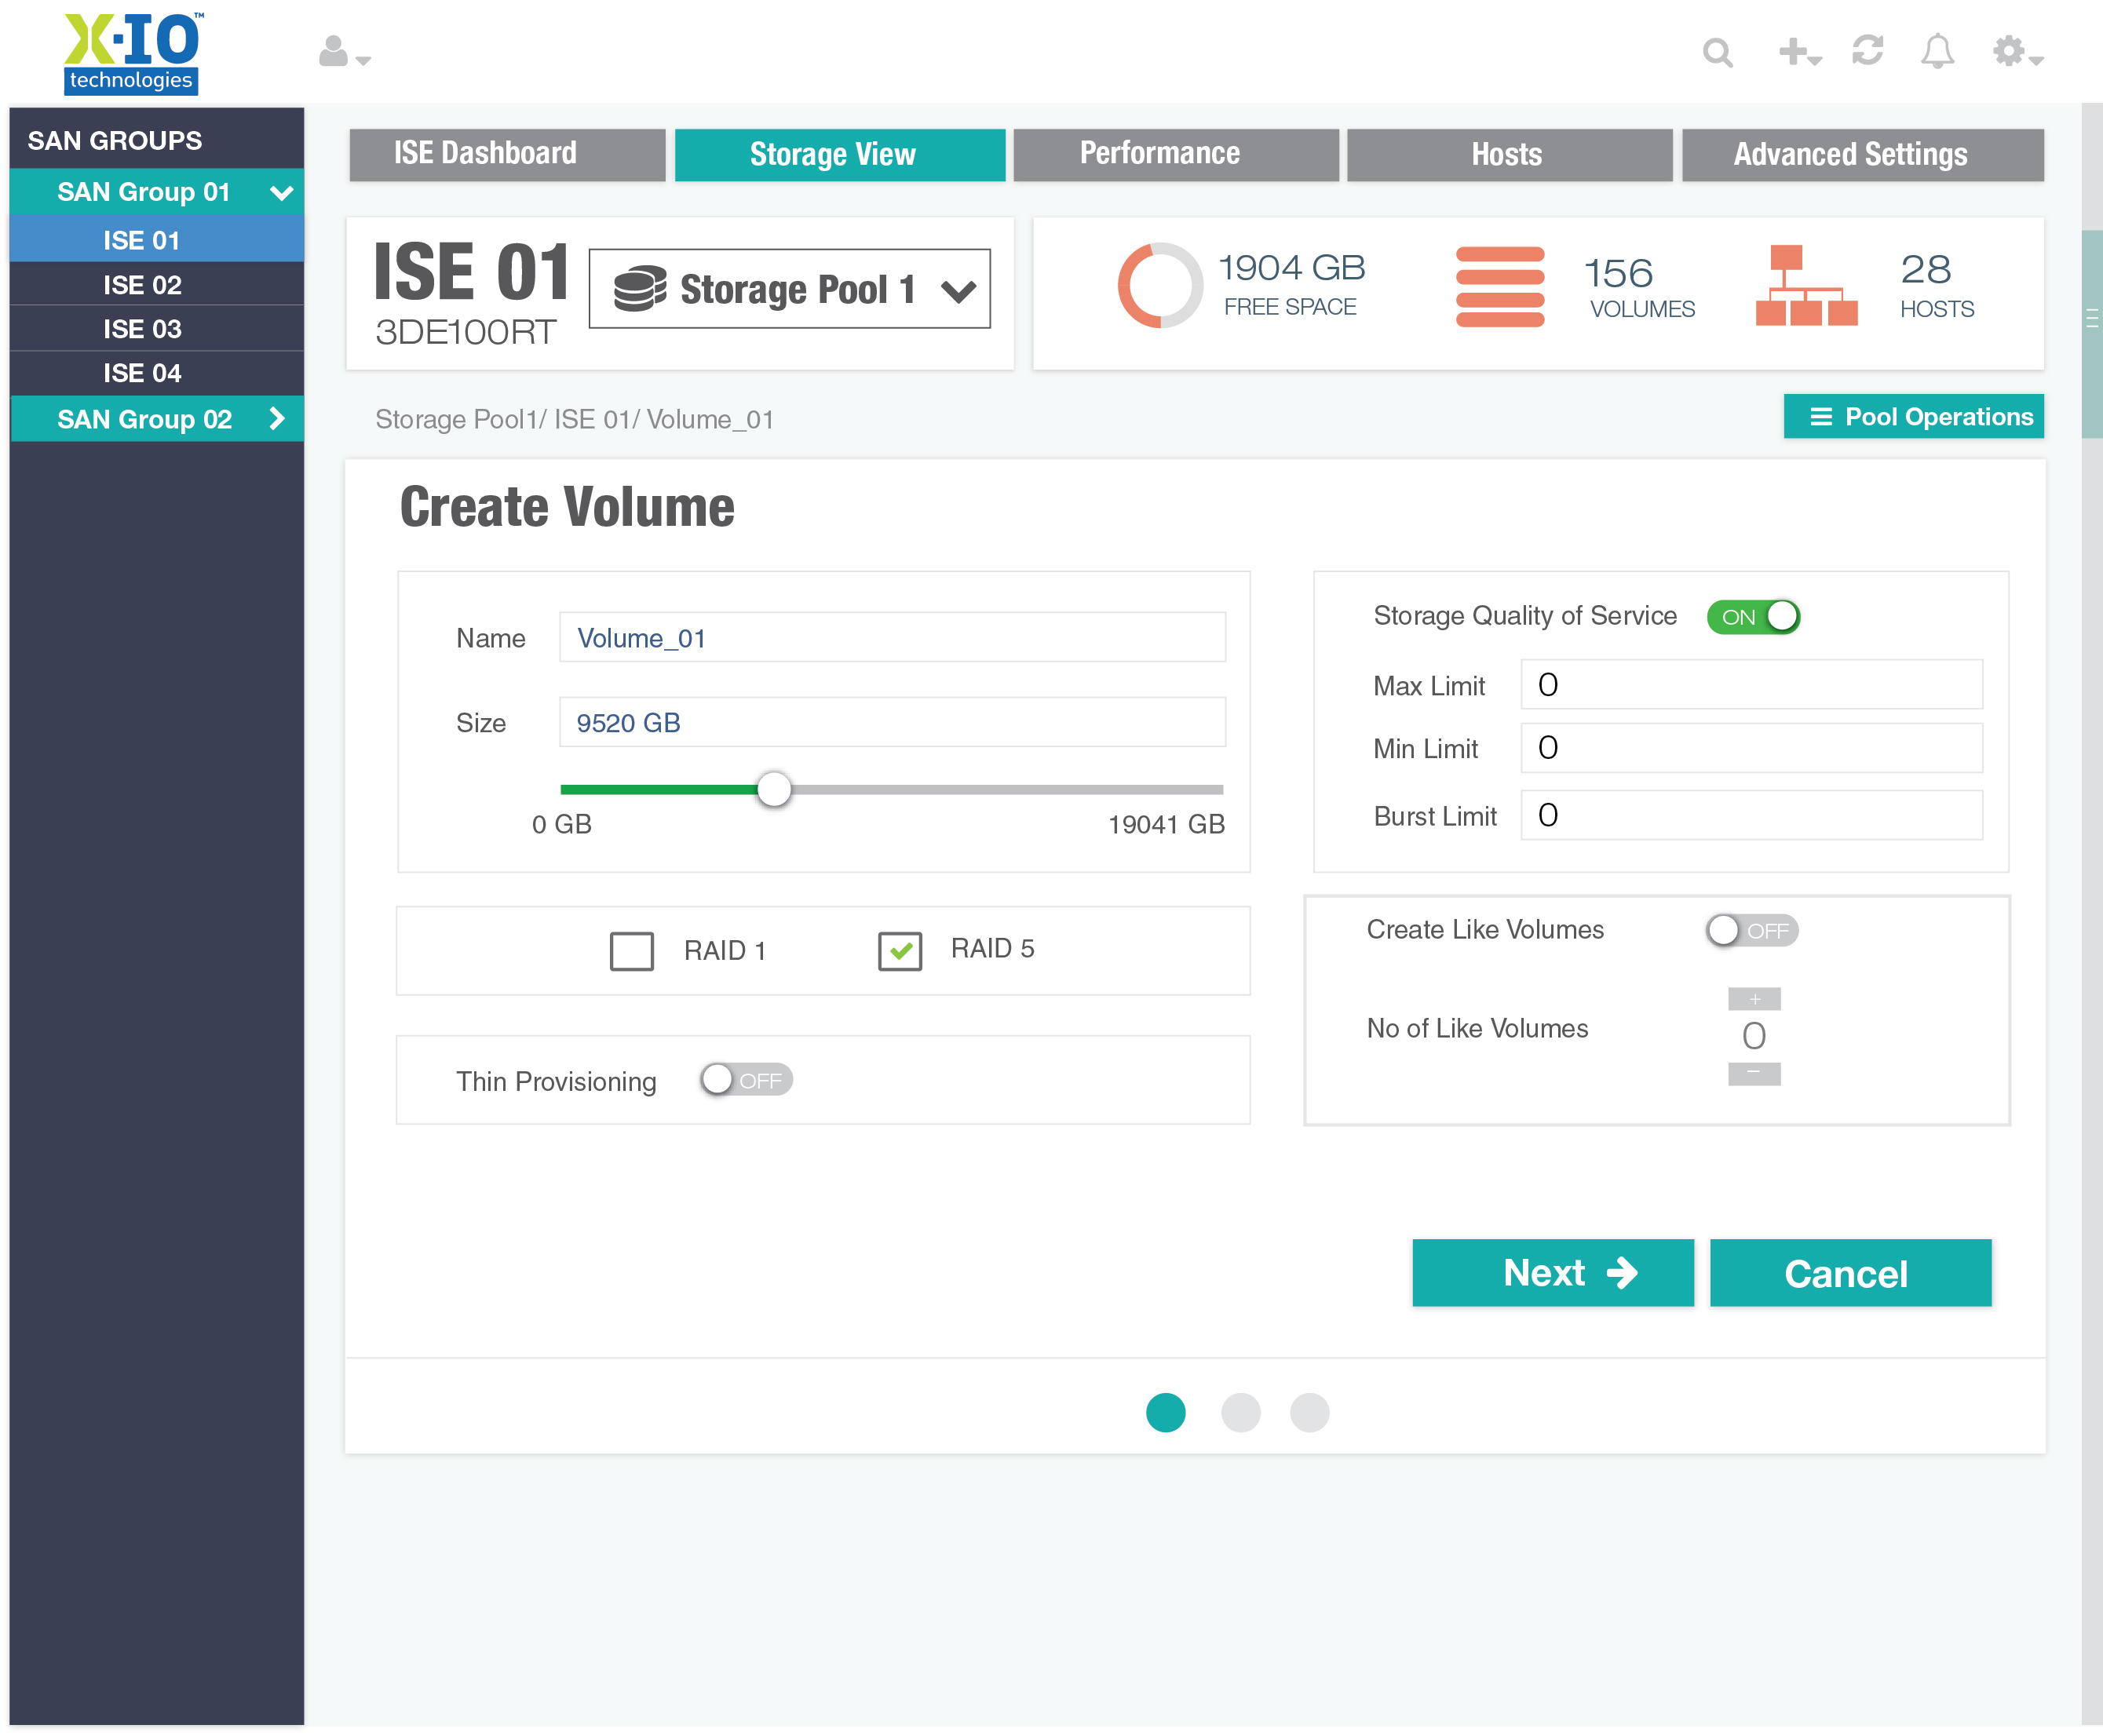 X-IO™
technologies
SAN GROUPS
SAN Group 01
ISE 01
ISE 02
ISE 03
ISE 04
SAN Group 02
ISE Dashboard
Storage View
Performance
Hosts
Advanced Settings
ISE 01
3DE100RT
Storage Pool 1
1904 GB
FREE SPACE
156
VOLUMES
28
HOSTS
Storage Pool1/ ISE 01/ Volume_01
Pool Operations
Create Volume
Name
Volume_01
Size
9520 GB
0 GB
19041 GB
Storage Quality of Service
ON
Max Limit
0
Min Limit
0
Burst Limit
0
RAID 1
RAID 5
Thin Provisioning
OFF
Create Like Volumes
OFF
No of Like Volumes
+
0
−
Next
Cancel